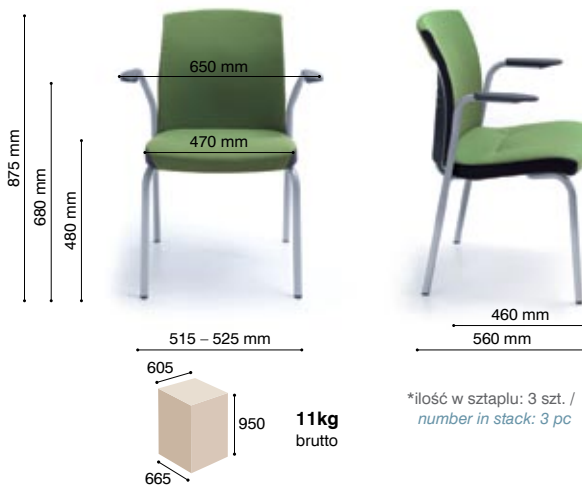 650 mm
470 mm
875 mm
680 mm
480 mm
460 mm
515 – 525 mm
560 mm
605
950
665
11kg
brutto
*ilość w sztaplu: 3 szt. /
number in stack: 3 pc